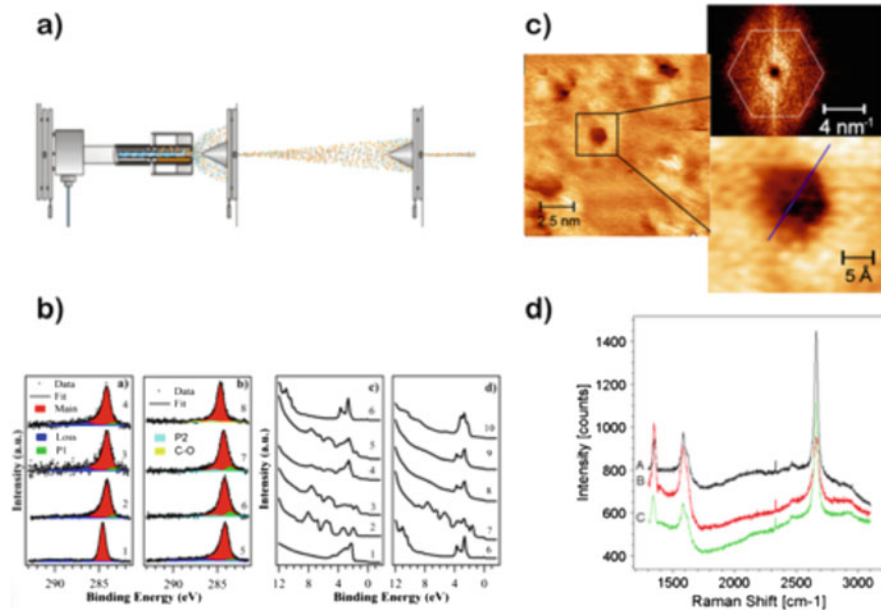 a)
c)
4 nm⁻¹
2.5 nm
5 Å
b)
Intensity (a.u.)
Data
Fit
Main
Loss
P1
a)
4
3
2
1
290
285
Data
Fit
P2
C-O
b)
8
7
6
5
290
285
Binding Energy (eV)
Intensity (a.u.)
c)
6
5
4
3
2
1
12
8
4
0
d)
10
9
8
7
6
12
8
4
0
Binding Energy (eV)
d)
Intensity [counts]
1400
1200
1000
800
600
400
A
B
C
1500
2000
2500
3000
Raman Shift [cm-1]